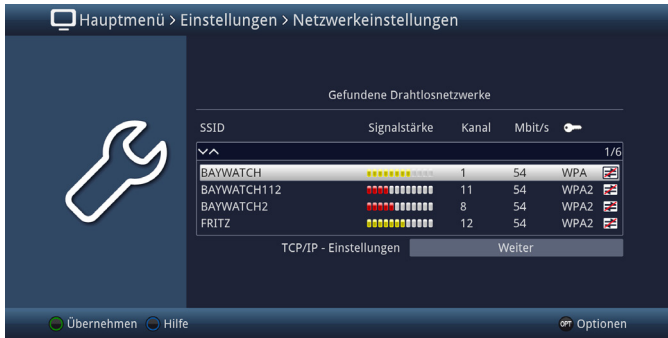 Hauptmenü > Einstellungen > Netzwerkeinstellungen
Gefundene Drahtlosnetzwerke
SSID Signalstärke Kanal Mbit/s
1/6
BAYWATCH 1 54 WPA
BAYWATCH112 11 54 WPA2
BAYWATCH2 8 54 WPA2
FRITZ 12 54 WPA2
TCP/IP - Einstellungen Weiter
Übernehmen Hilfe OPT Optionen